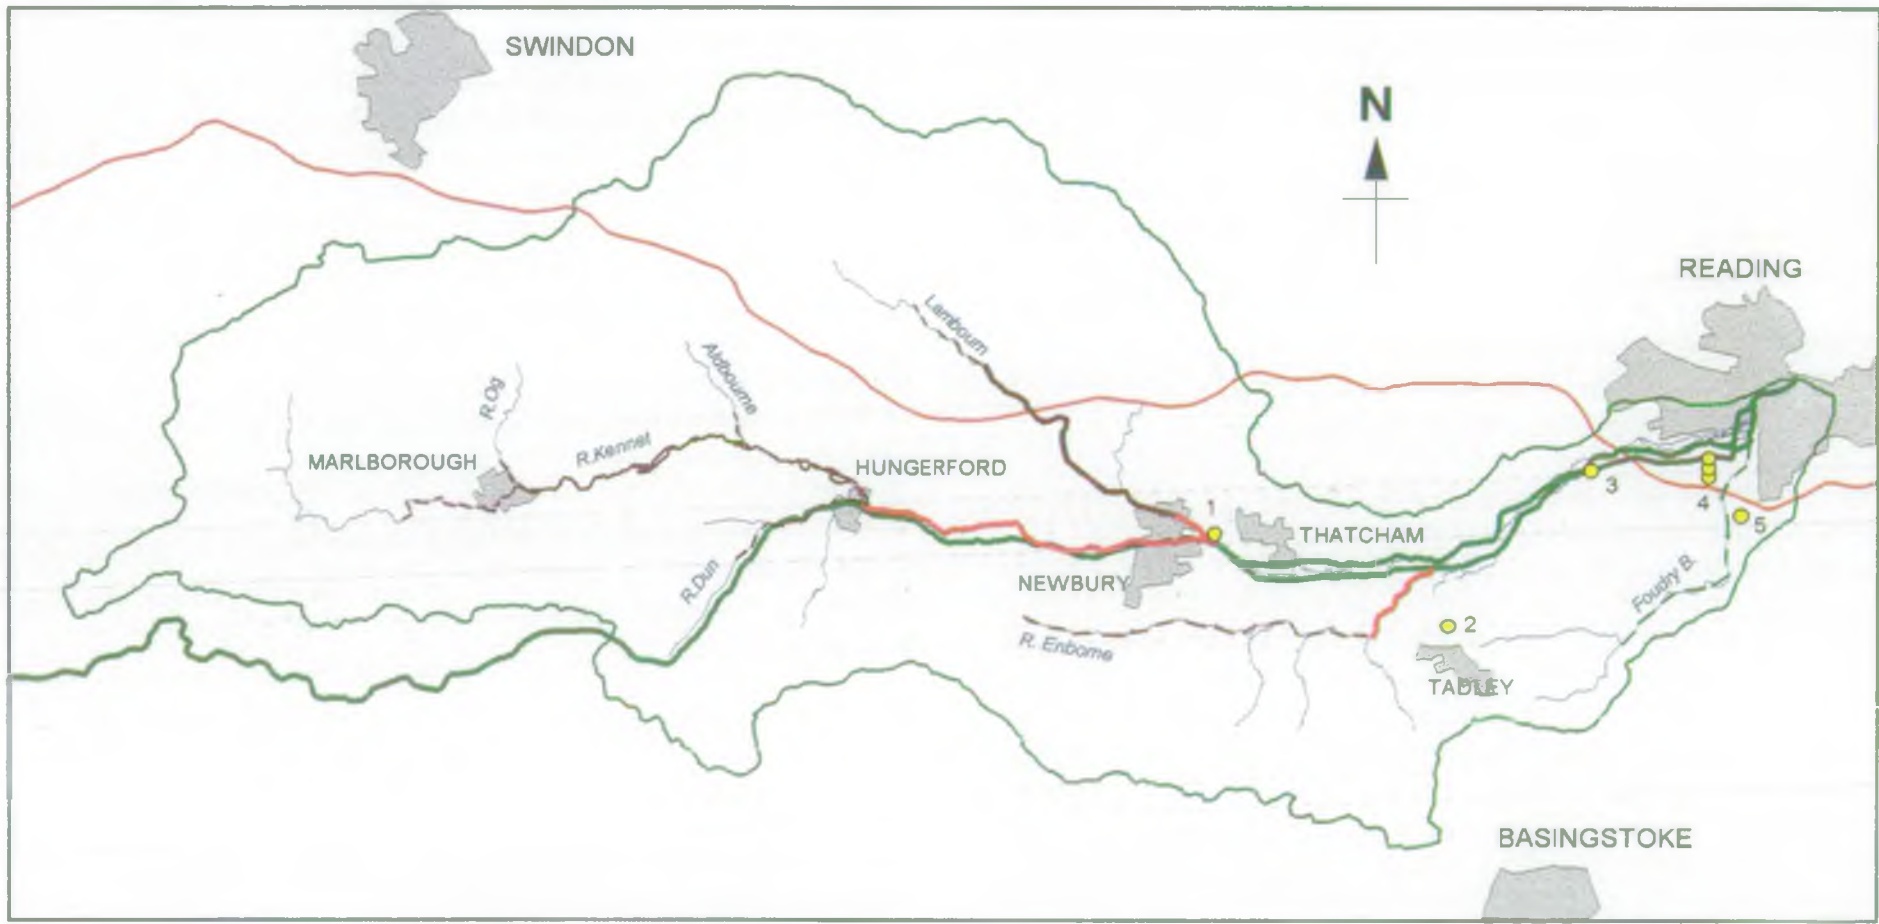 SWINDON
N
READING
Lambourn
Aldbourne
R.Og
R.Kennet
MARLBOROUGH
HUNGERFORD
1
3
4
5
THATCHAM
R.Dun
NEWBURY
Foudry B.
2
R. Enborne
TADLEY
BASINGSTOKE